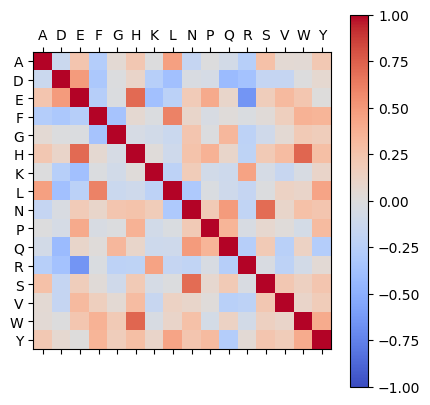 A D E F G H K L N P Q R S V W Y
A
D
E
F
G
H
K
L
N
P
Q
R
S
V
W
Y
1.00
0.75
0.50
0.25
0.00
−0.25
−0.50
−0.75
−1.00